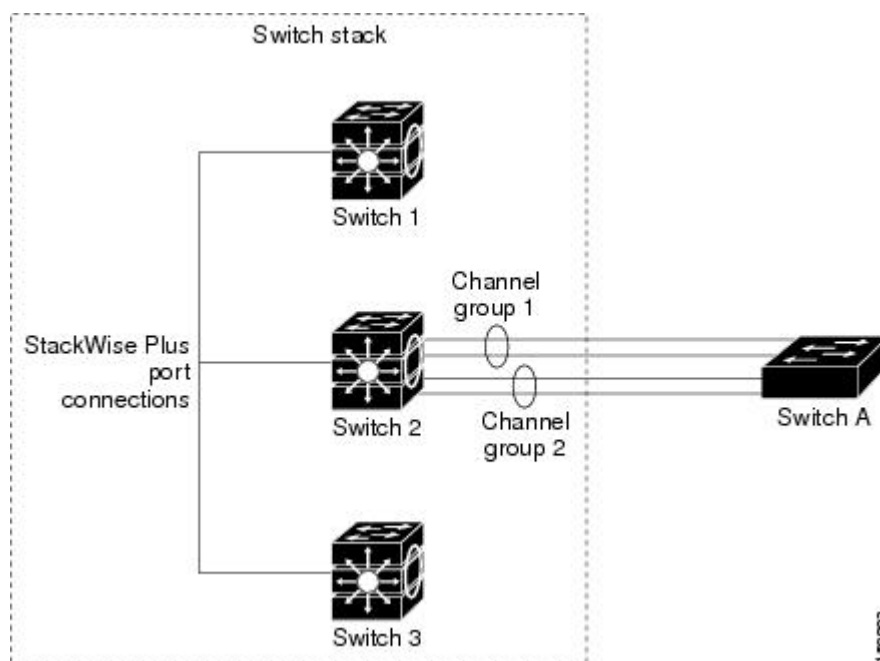 Switch stack
Switch 1
Channel
group 1
StackWise Plus
port
connections
Switch 2
Channel
group 2
Switch A
Switch 3